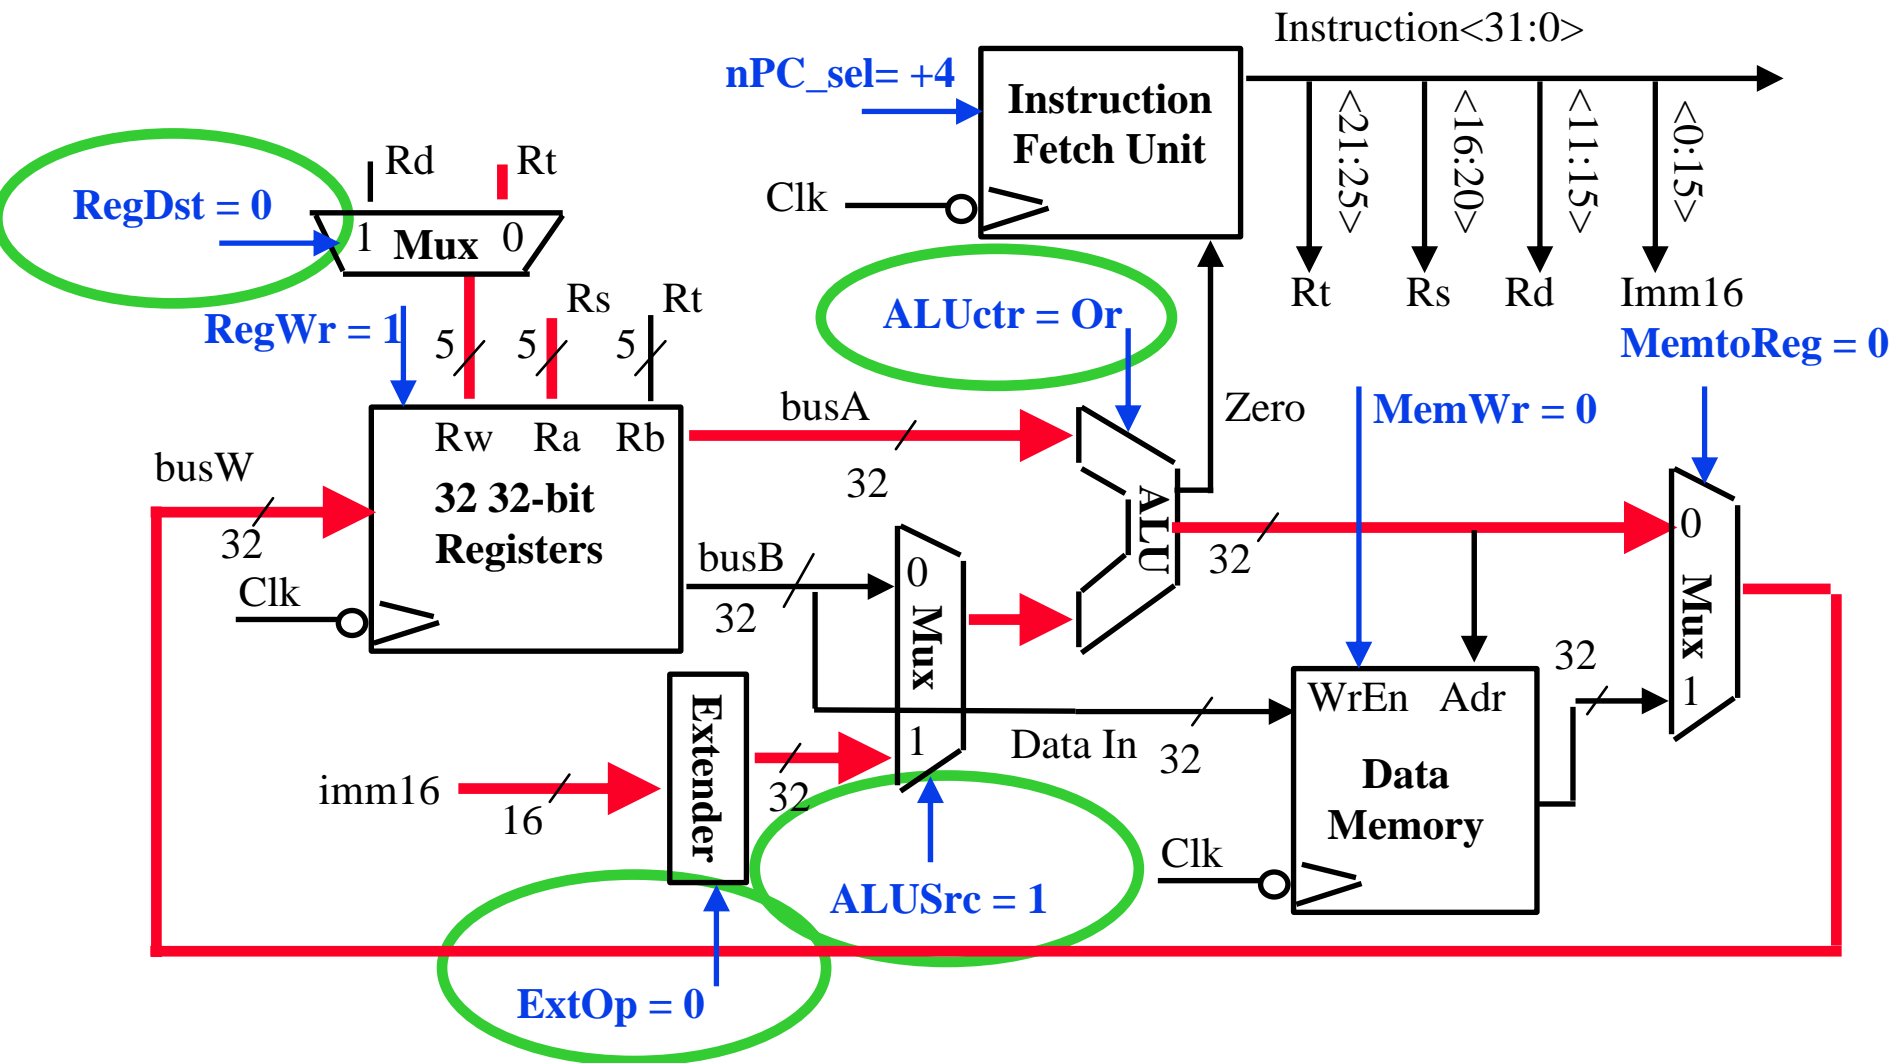 Instruction<31:0>
nPC_sel= +4
Instruction
Fetch Unit
<21:25>
<16:20>
<11:15>
<0:15>
Rd
Rt
Clk
RegDst = 0
1
Mux
0
Rt
Rs
Rd
Imm16
Rs
Rt
ALUctr = Or
RegWr = 1
5
5
5
MemtoReg = 0
busA
Zero
MemWr = 0
Rw
Ra
Rb
busW
32
32 32-bit
Registers
32
ALU
32
0
Mux
1
busB
32
0
Mux
1
Clk
32
WrEn
Adr
Extender
Data In
32
imm16
16
32
Data
Memory
Clk
ALUSrc = 1
ExtOp = 0